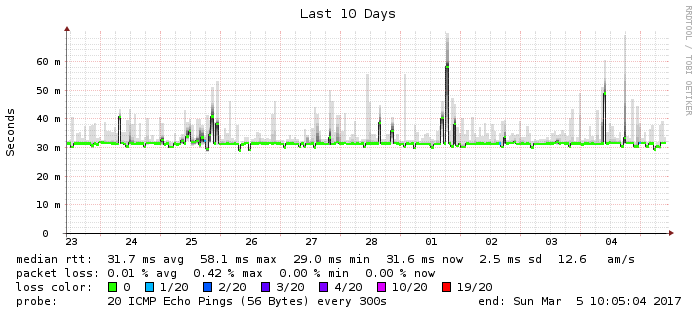 Last 10 Days
RRDTOOL / TOBI OETIKER
Seconds
60 m
50 m
40 m
30 m
20 m
10 m
0 m
23 24 25 26 27 28 01 02 03 04
median rtt: 31.7 ms avg 58.1 ms max 29.0 ms min 31.6 ms now 2.5 ms sd 12.6 am/s
packet loss: 0.01 % avg 0.42 % max 0.00 % min 0.00 % now
loss color: 0 1/20 2/20 3/20 4/20 10/20 19/20
probe: 20 ICMP Echo Pings (56 Bytes) every 300s end: Sun Mar 5 10:05:04 2017